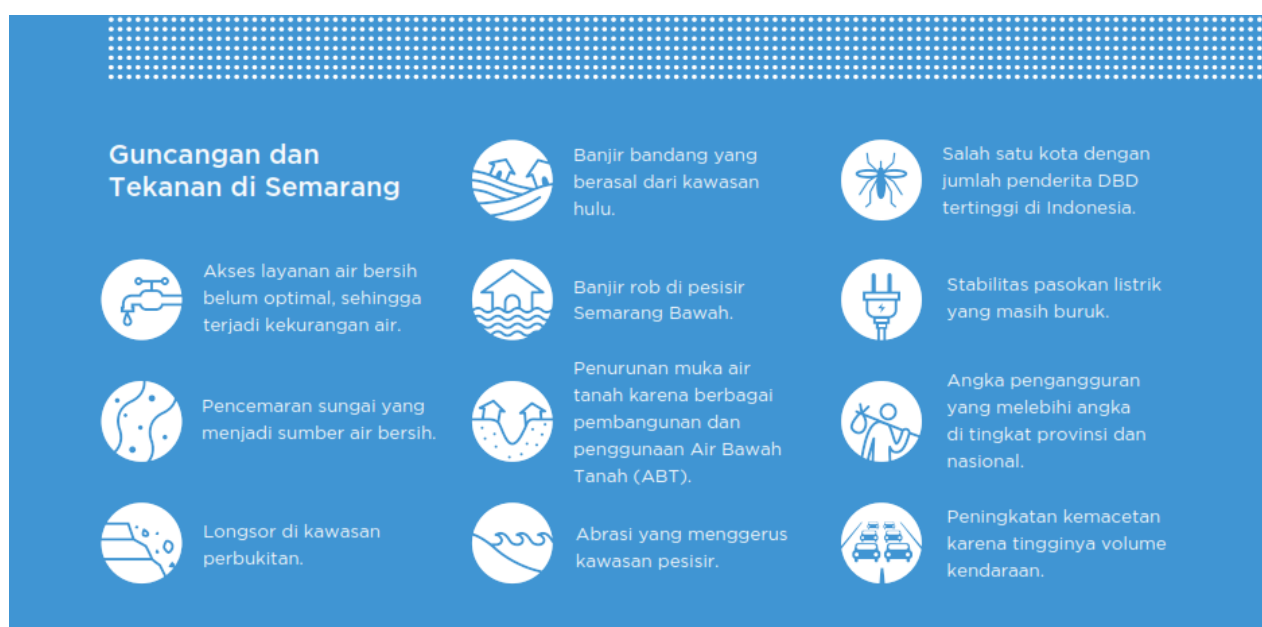 Guncangan dan
Tekanan di Semarang
Akses layanan air bersih
belum optimal, sehingga
terjadi kekurangan air.
Pencemaran sungai yang
menjadi sumber air bersih.
Longsor di kawasan
perbukitan.
Banjir bandang yang
berasal dari kawasan
hulu.
Banjir rob di pesisir
Semarang Bawah.
Penurunan muka air
tanah karena berbagai
pembangunan dan
penggunaan Air Bawah
Tanah (ABT).
Abrasi yang menggerus
kawasan pesisir.
Salah satu kota dengan
jumlah penderita DBD
tertinggi di Indonesia.
Stabilitas pasokan listrik
yang masih buruk.
Angka pengangguran
yang melebihi angka
di tingkat provinsi dan
nasional.
Peningkatan kemacetan
karena tingginya volume
kendaraan.